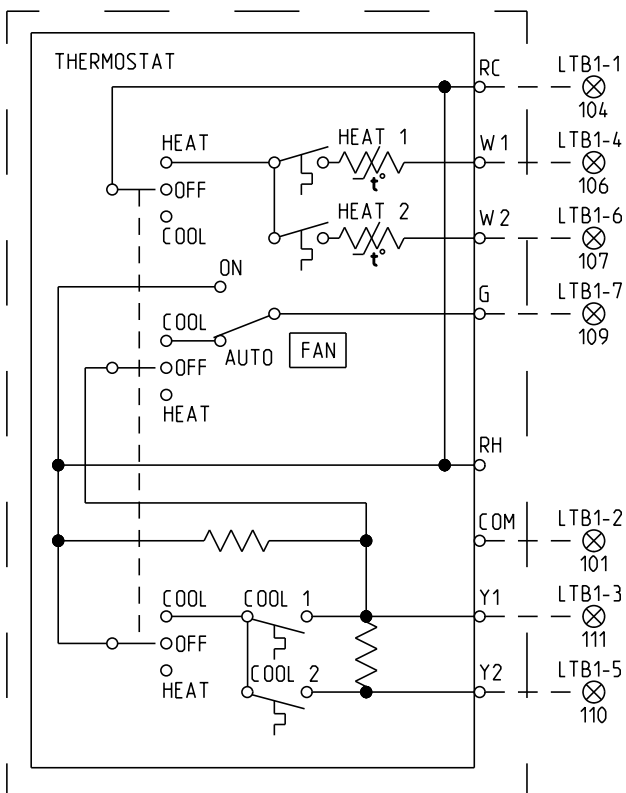 THERMOSTAT
RC
LTB1-1
104
HEAT
HEAT 1
W1
LTB1-4
106
OFF
t°
COOL
HEAT 2
W2
LTB1-6
107
t°
ON
G
LTB1-7
109
COOL
AUTO
FAN
OFF
HEAT
RH
COM
LTB1-2
101
COOL
COOL 1
Y1
LTB1-3
111
OFF
HEAT
COOL 2
Y2
LTB1-5
110